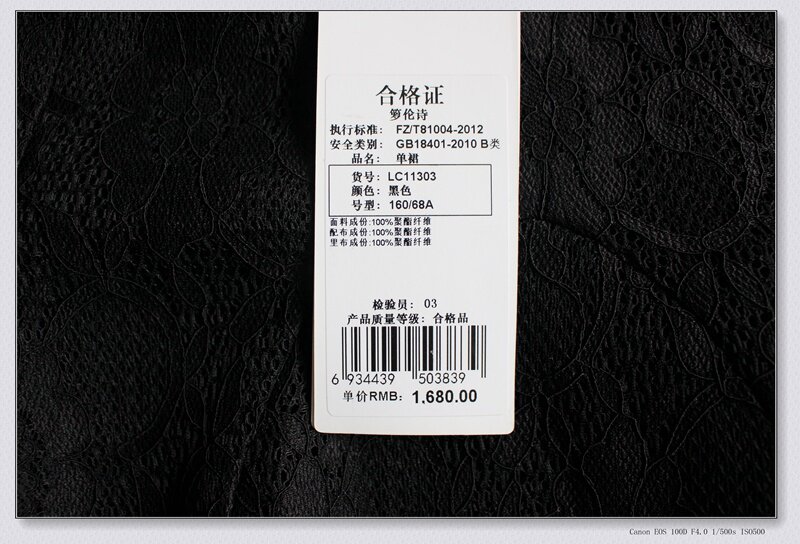 合格证
箩伦诗
执行标准: FZ/T81004-2012
安全类别: GB18401-2010 B类
品名: 单裙
货号: LC11303
颜色: 黑色
号型: 160/68A
面料成份:100%聚酯纤维
配布成份:100%聚酯纤维
里布成份:100%聚酯纤维
检验员: 03
产品质量等级: 合格品
6 934439 503839
单价RMB: 1,680.00
Canon EOS 100D F4.0 1/500s ISO500